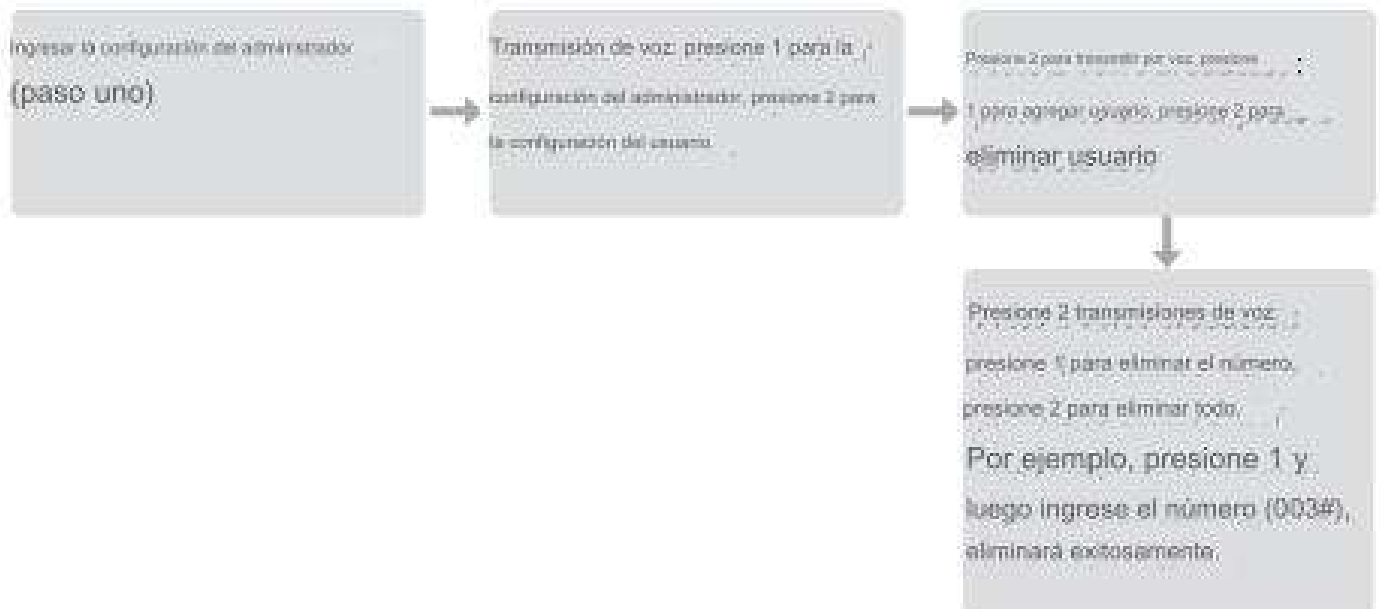 Ingresar la configuración del administrador
(paso uno)
Transmisión de voz: presione 1 para la
configuración del administrador, presione 2 para
la configuración del usuario.
Presione 2 para transmitir por voz, presione
1 para agregar usuario, presione 2 para
eliminar usuario
Presione 2 transmisiones de voz,
presione 1 para eliminar el número,
presione 2 para eliminar todo.
Por ejemplo, presione 1 y
luego ingrese el número (003#),
eliminará exitosamente.